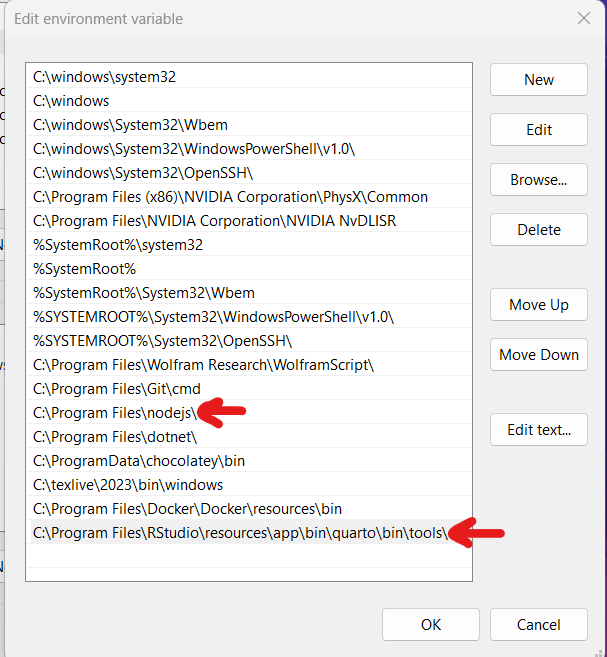 Edit environment variable
C:\windows\system32
C:\windows
C:\windows\System32\Wbem
C:\windows\System32\WindowsPowerShell\v1.0\
C:\windows\System32\OpenSSH\
C:\Program Files (x86)\NVIDIA Corporation\PhysX\Common
C:\Program Files\NVIDIA Corporation\NVIDIA NvDLISR
%SystemRoot%\system32
%SystemRoot%
%SystemRoot%\System32\Wbem
%SYSTEMROOT%\System32\WindowsPowerShell\v1.0\
%SYSTEMROOT%\System32\OpenSSH\
C:\Program Files\Wolfram Research\WolframScript\
C:\Program Files\Git\cmd
C:\Program Files\nodejs\
C:\Program Files\dotnet\
C:\ProgramData\chocolatey\bin
C:\texlive\2023\bin\windows
C:\Program Files\Docker\Docker\resources\bin
C:\Program Files\RStudio\resources\app\bin\quarto\bin\tools\
New
Edit
Browse...
Delete
Move Up
Move Down
Edit text...
OK
Cancel